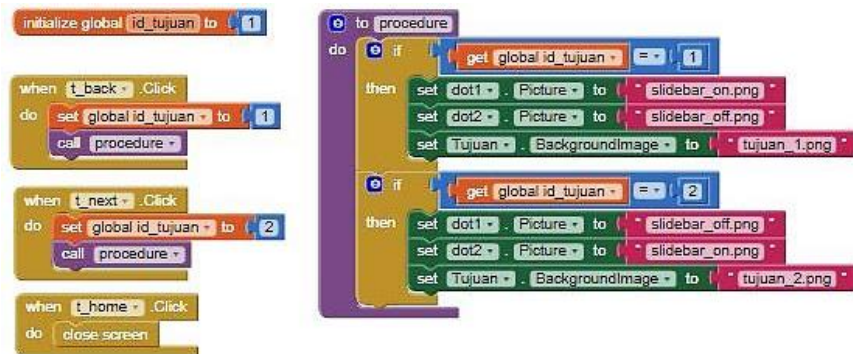 initialize global id_tujuan to 1
when t_back .Click
do set global id_tujuan to 1
call procedure
when t_next .Click
do set global id_tujuan to 2
call procedure
when t_home .Click
do close screen
to procedure
do if get global id_tujuan = 1
then set dot1 . Picture to " slidebar_on.png "
set dot2 . Picture to " slidebar_off.png "
set Tujuan . BackgroundImage to " tujuan_1.png "
if get global id_tujuan = 2
then set dot1 . Picture to " slidebar_off.png "
set dot2 . Picture to " slidebar_on.png "
set Tujuan . BackgroundImage to " tujuan_2.png "